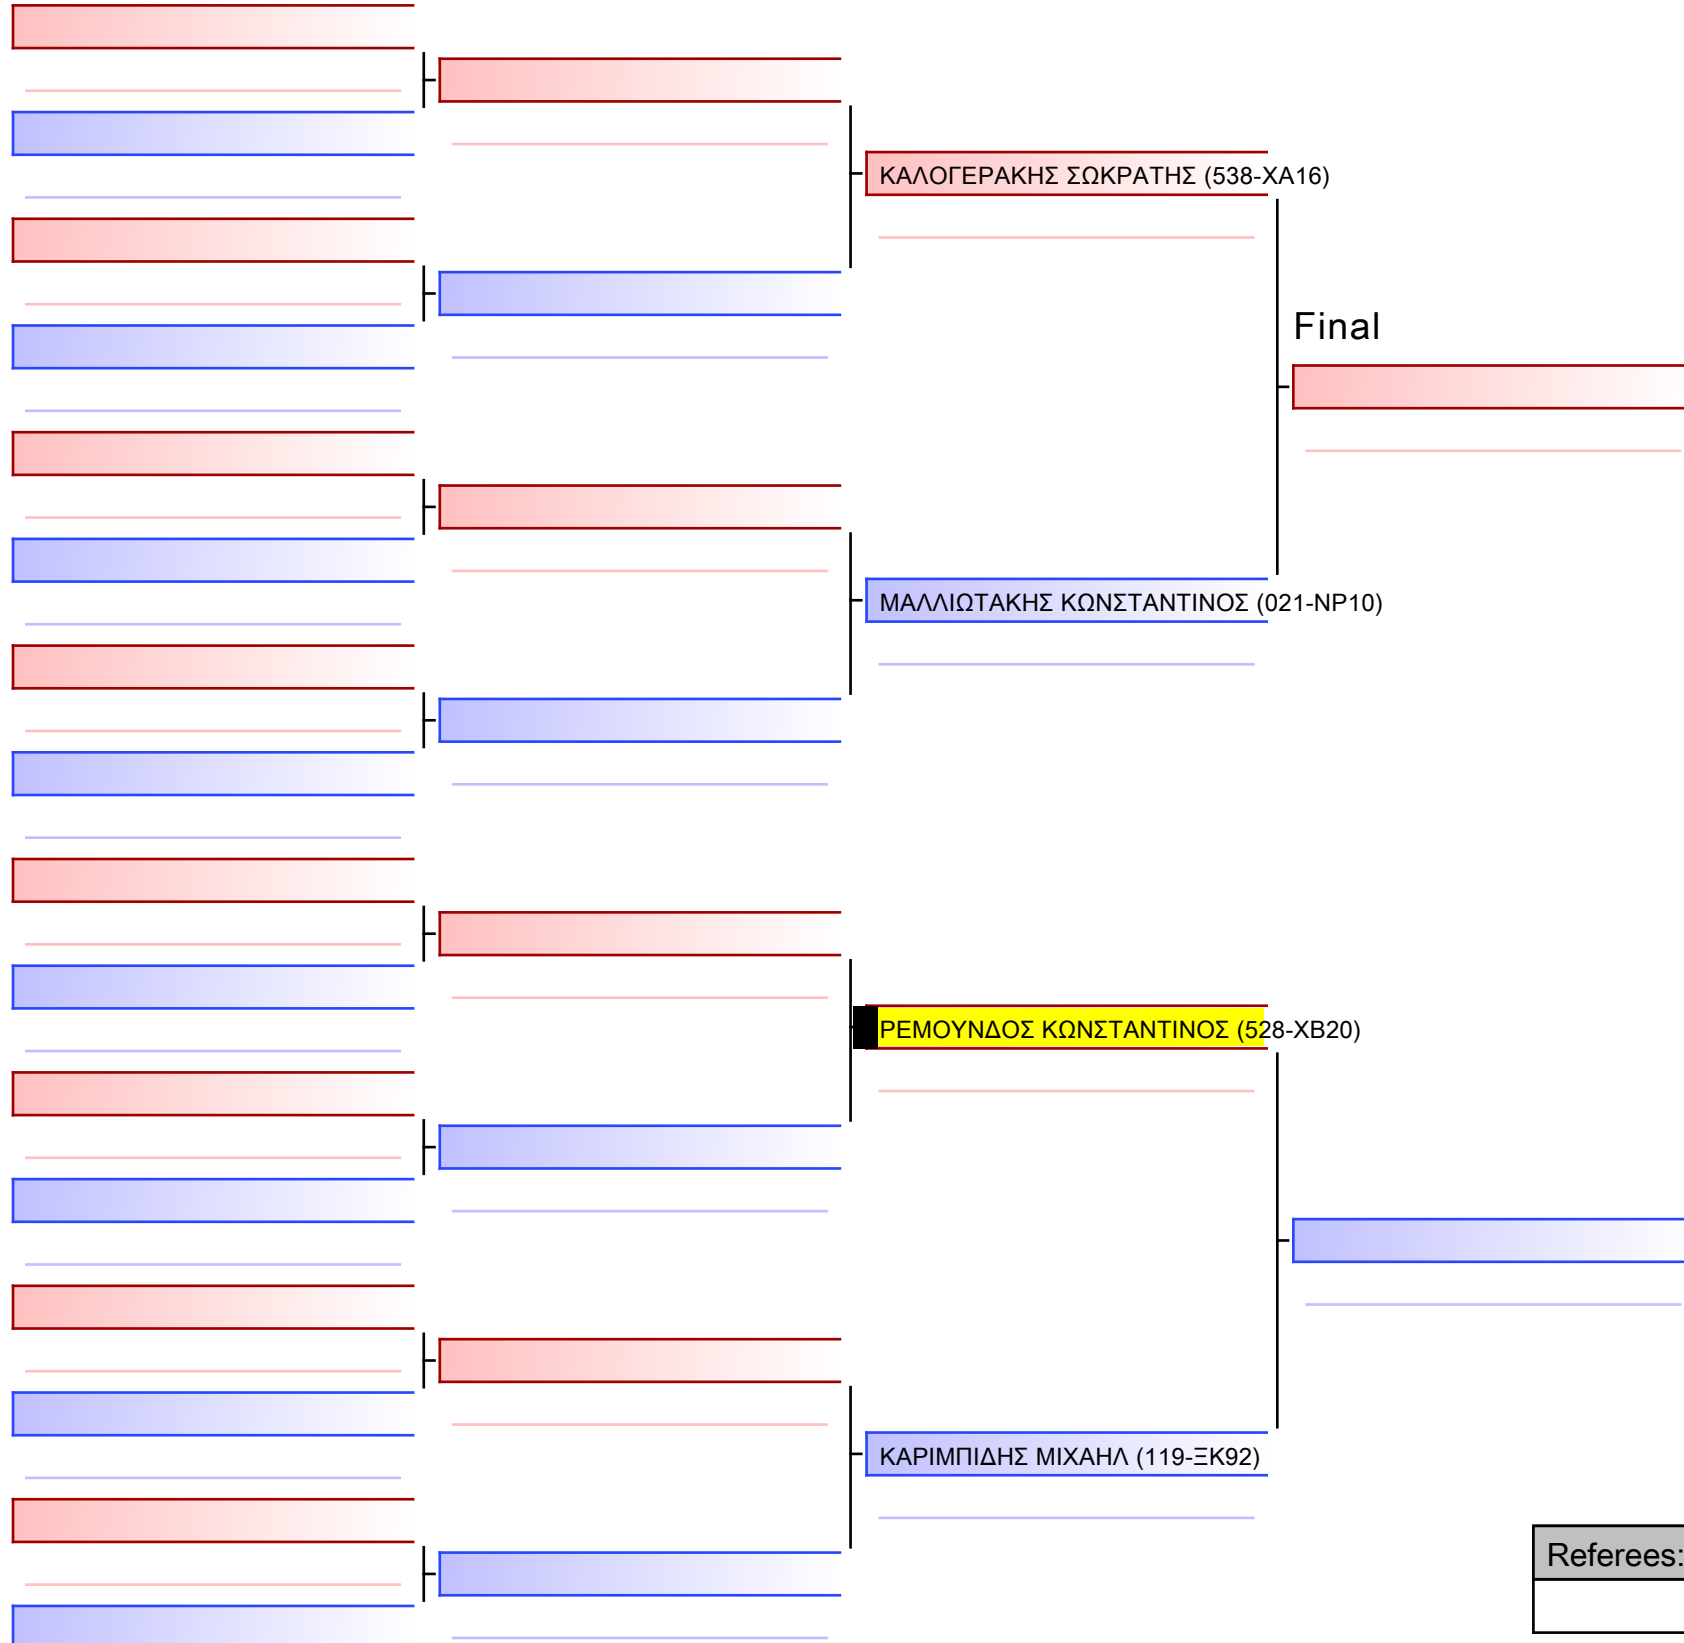 ΚΑΛΟΓΕΡΑΚΗΣ ΣΩΚΡΑΤΗΣ (538-ΧΑ16)
Final
ΜΑΛΛΙΩΤΑΚΗΣ ΚΩΝΣΤΑΝΤΙΝΟΣ (021-ΝΡ10)
ΡΕΜΟΥΝΔΟΣ ΚΩΝΣΤΑΝΤΙΝΟΣ (528-ΧΒ20)
ΚΑΡΙΜΠΙΔΗΣ ΜΙΧΑΗΛ (119-ΞΚ92)
Referees: